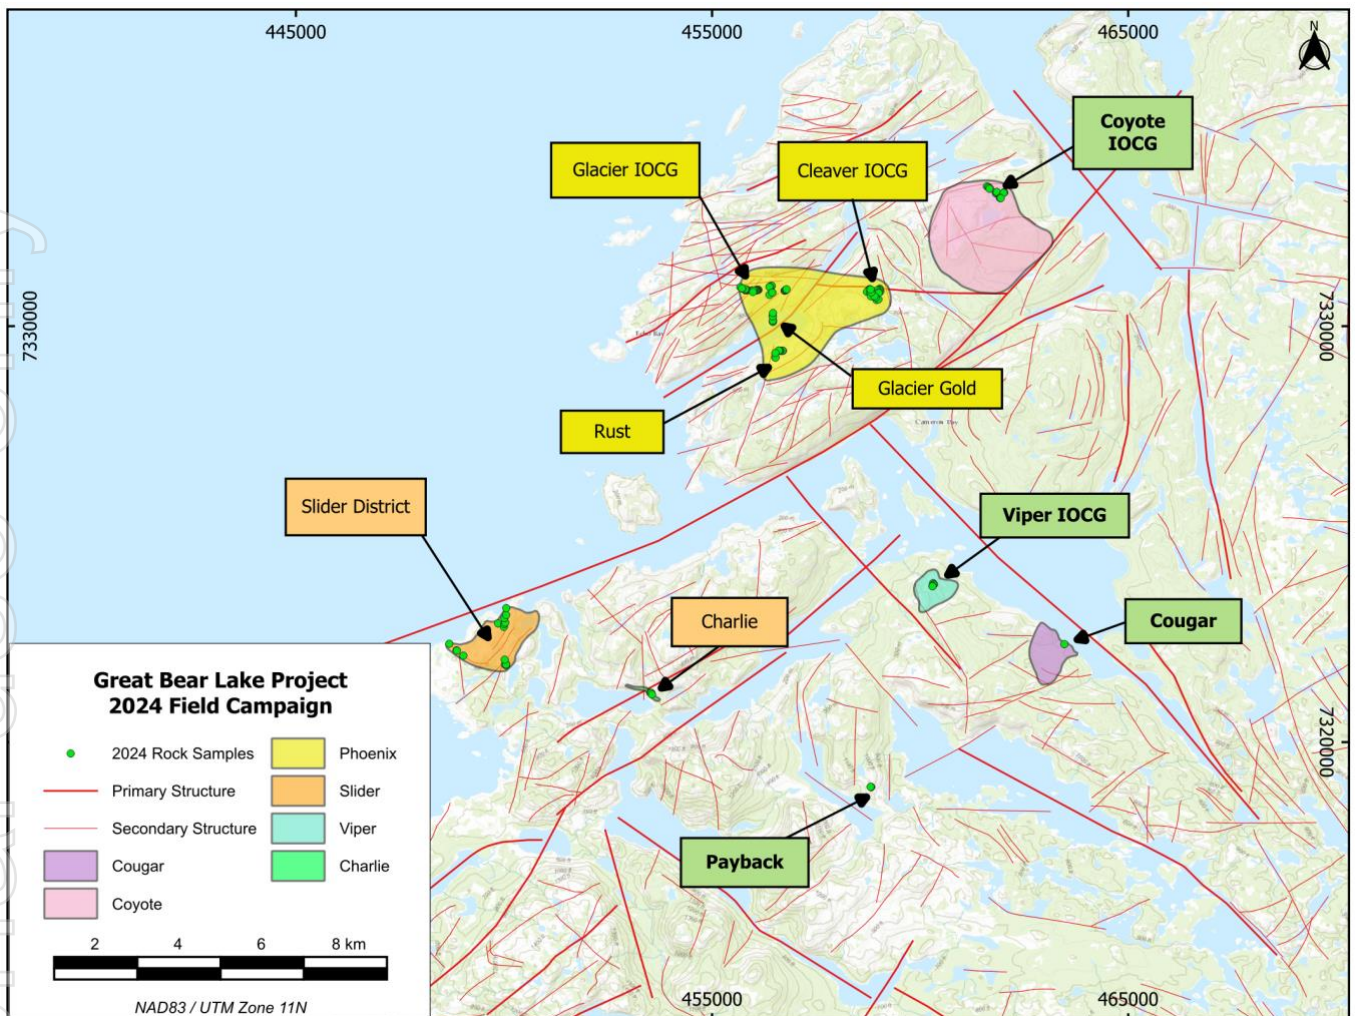 445000
455000
465000
N
Coyote
IOCG
Glacier IOCG
Cleaver IOCG
7330000
7330000
Glacier Gold
Rust
Cameron Bay
Slider District
Viper IOCG
Charlie
Cougar
7320000
Payback
Great Bear Lake Project
2024 Field Campaign
2024 Rock Samples
Phoenix
Primary Structure
Slider
Secondary Structure
Viper
Cougar
Charlie
Coyote
2 4 6 8 km
NAD83 / UTM Zone 11N
455000
465000